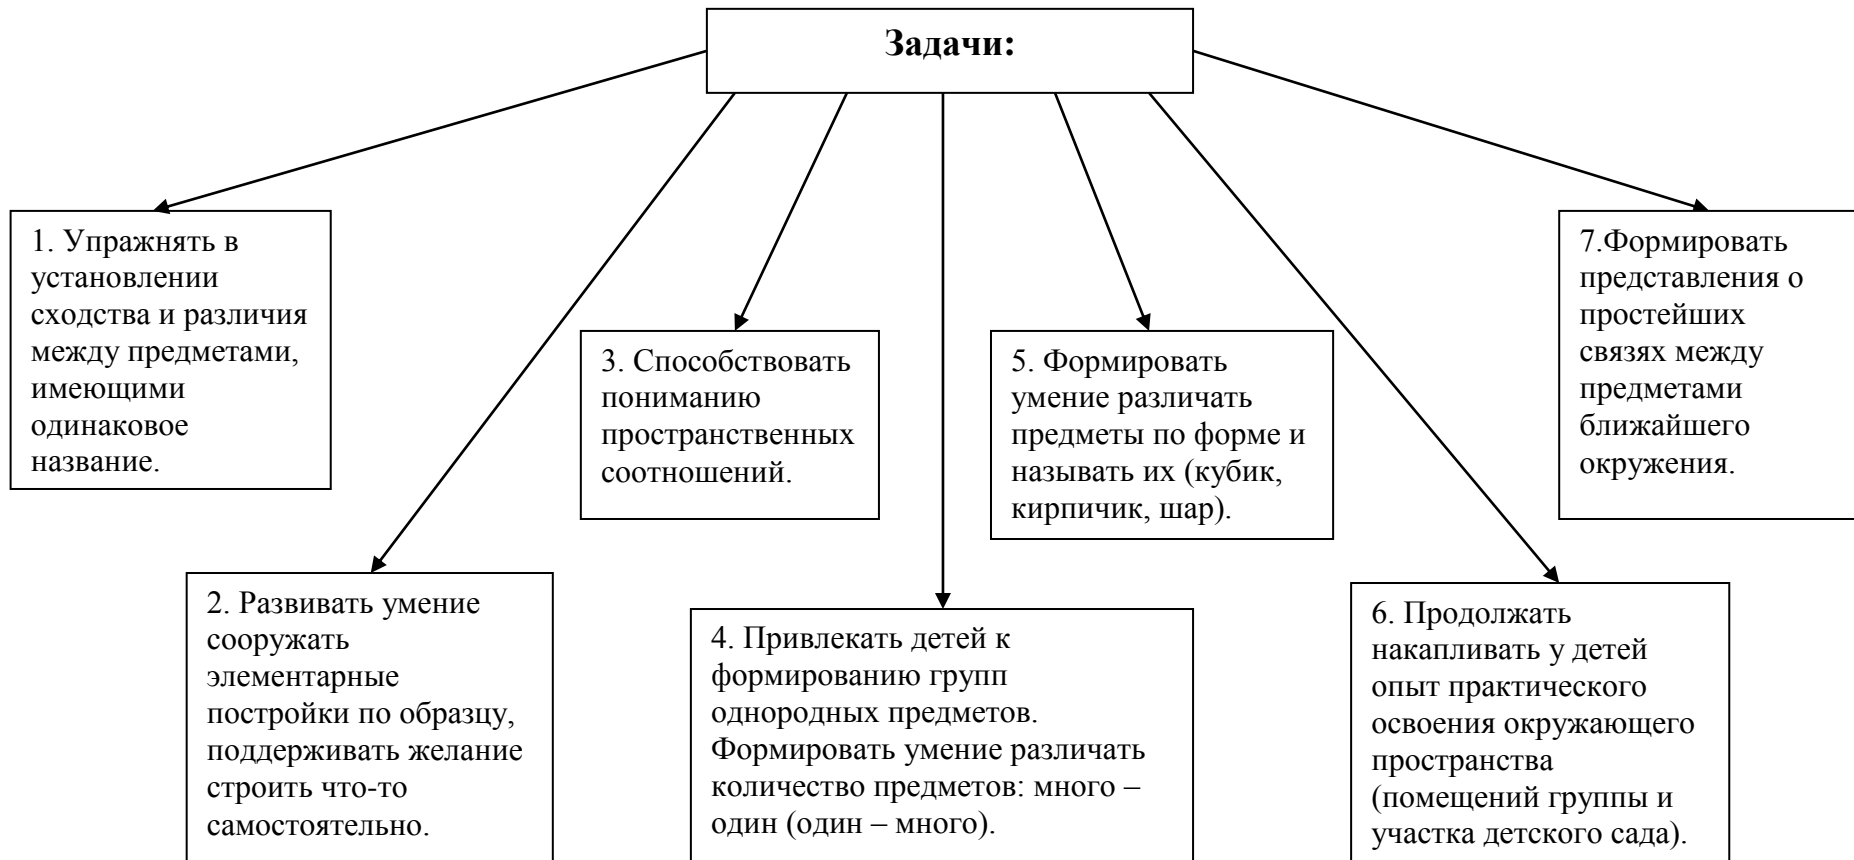 Задачи:
1. Упражнять в
установлении
сходства и различия
между предметами,
имеющими
одинаковое
название.
2. Развивать умение
сооружать
элементарные
постройки по образцу,
поддерживать желание
строить что-то
самостоятельно.
3. Способствовать
пониманию
пространственных
соотношений.
4. Привлекать детей к
формированию групп
однородных предметов.
Формировать умение различать
количество предметов: много –
один (один – много).
5. Формировать
умение различать
предметы по форме и
называть их (кубик,
кирпичик, шар).
6. Продолжать
накапливать у детей
опыт практического
освоения окружающего
пространства
(помещений группы и
участка детского сада).
7.Формировать
представления о
простейших
связях между
предметами
ближайшего
окружения.